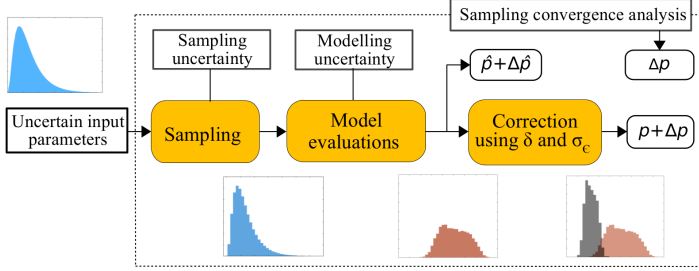 Sampling convergence analysis
Sampling
uncertainty
Modelling
uncertainty
p̂+Δp̂
Δp
Uncertain input
parameters
Sampling
Model
evaluations
Correction
using δ and σ_ϵ
p+Δp